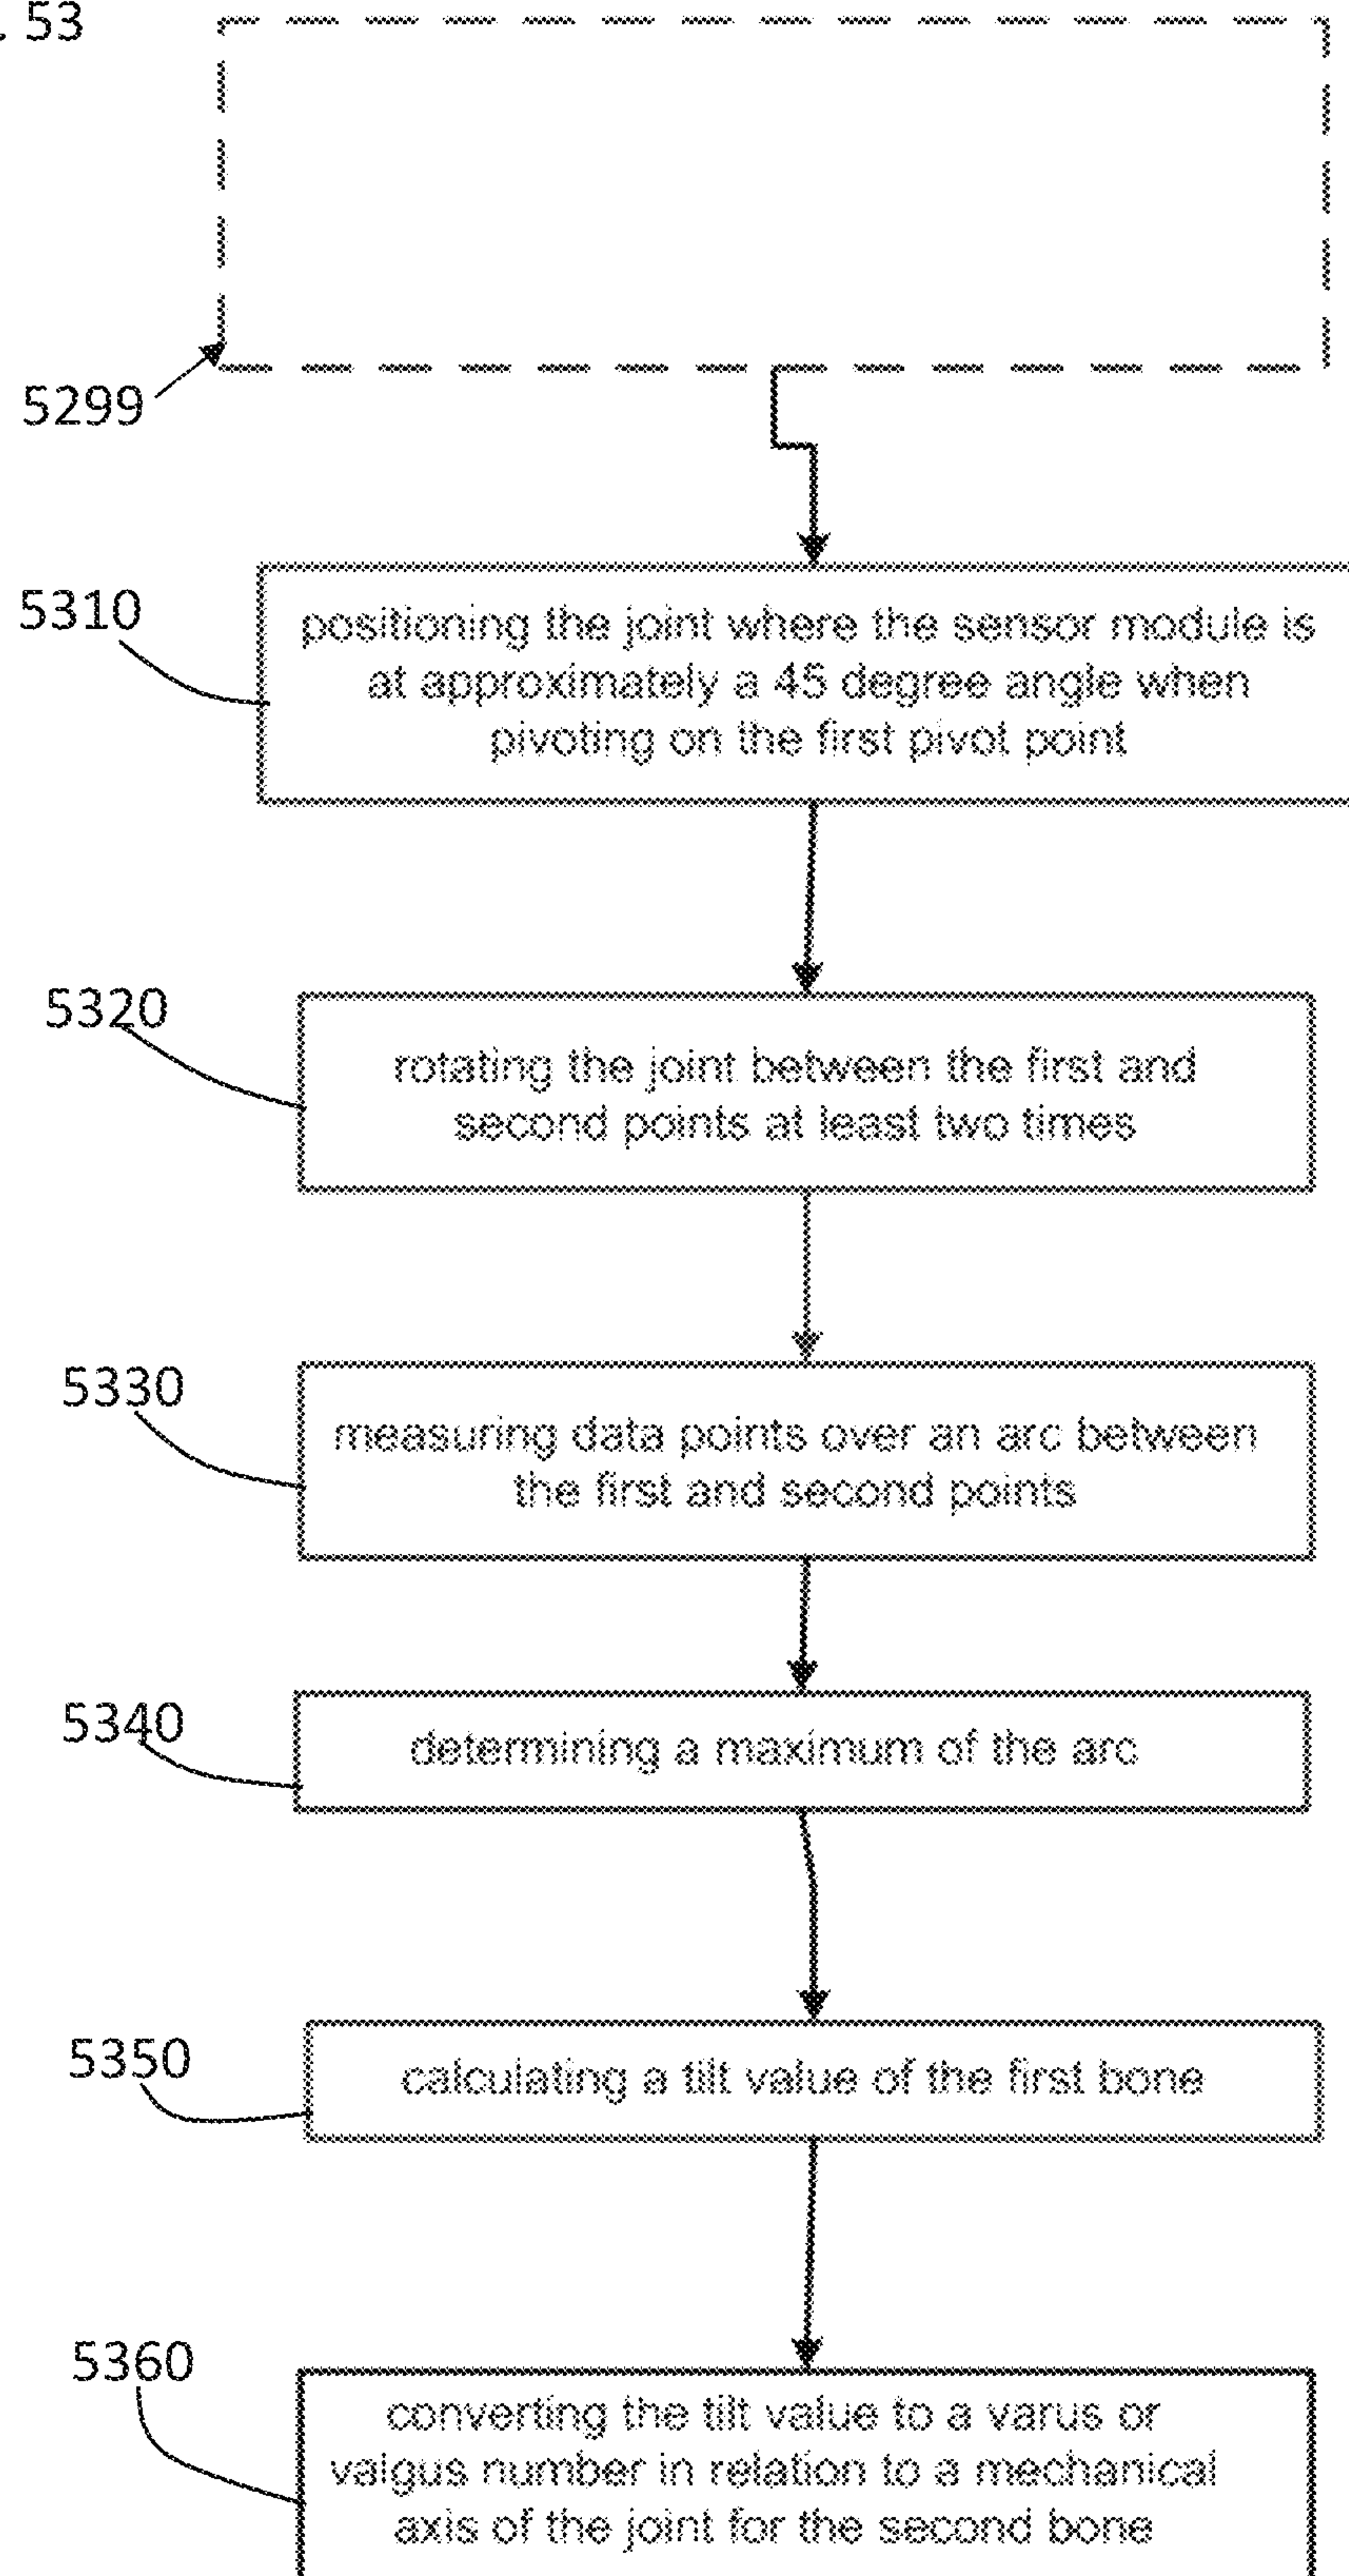 . 53
5299
5310
positioning the joint where the sensor module is
at approximately a 45 degree angle when
pivoting on the first pivot point
5320
rotating the joint between the first and
second points at least two times
5330
measuring data points over an arc between
the first and second points
5340
determining a maximum of the arc
5350
calculating a tilt value of the first bone
5360
converting the tilt value to a varus or
valgus number in relation to a mechanical
axis of the joint for the second bone